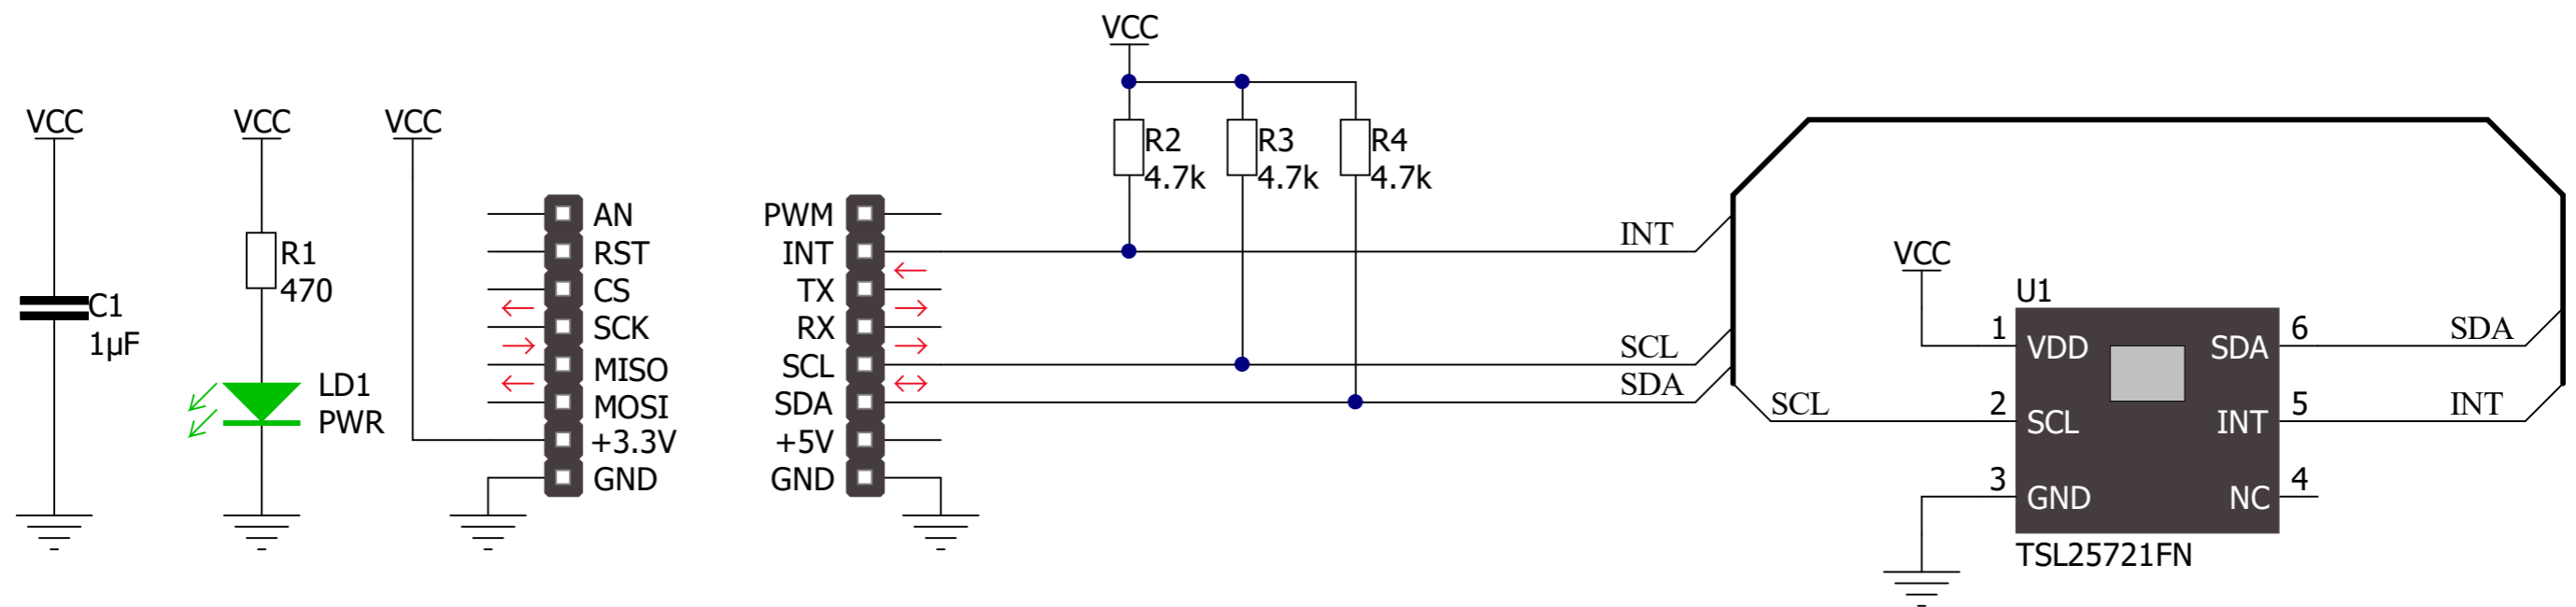 VCC
C1
1µF
VCC
R1
470
LD1
PWR
VCC
AN
RST
CS
SCK
MISO
MOSI
+3.3V
GND
PWM
INT
TX
RX
SCL
SDA
+5V
GND
VCC
R2
4.7k
R3
4.7k
R4
4.7k
INT
SCL
SDA
SCL
VCC
U1
1
VDD
2
SCL
3
GND
SDA
6
INT
5
NC
4
TSL25721FN
SDA
INT